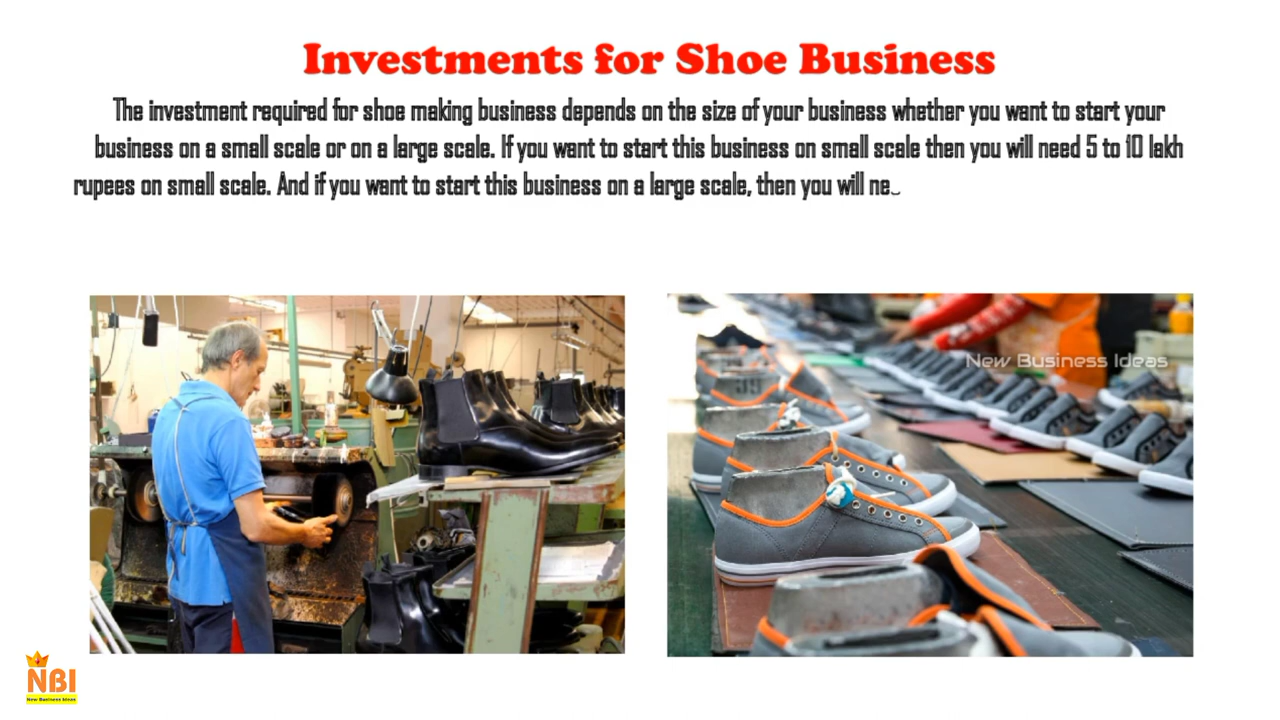 Investments for Shoe Business
The investment required for shoe making business depends on the size of your business whether you want to start your
business on a small scale or on a large scale. If you want to start this business on small scale then you will need 5 to 10 lakh
rupees on small scale. And if you want to start this business on a large scale, then you will ne
New Business Ideas
NBI
New Business Ideas